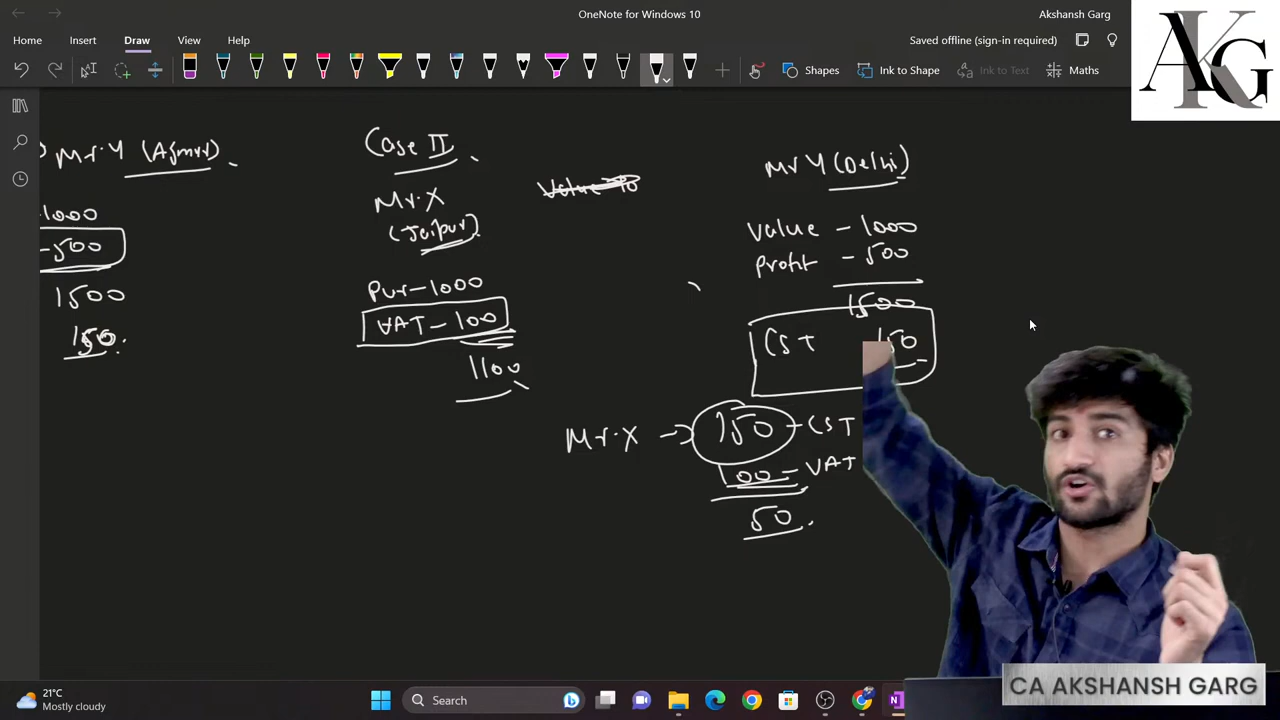 OneNote for Windows 10
Akshansh Garg
Home Insert Draw View Help
Saved offline (sign-in required)
Shapes
Ink to Shape
Ink to Text
Maths
AKG
Mr. Y (Ajmer).
-1000
-500
1500
150.
Case II
Mr. X
(Jaipur)
Pur - 1000
VAT - 100
1100
Value
Mr Y (Delhi)
Value - 1000
Profit - 500
1500
CST 150
Mr. X → 150 - CST
100 - VAT
50.
CA AKSHANSH GARG
21°C
Mostly cloudy
Search